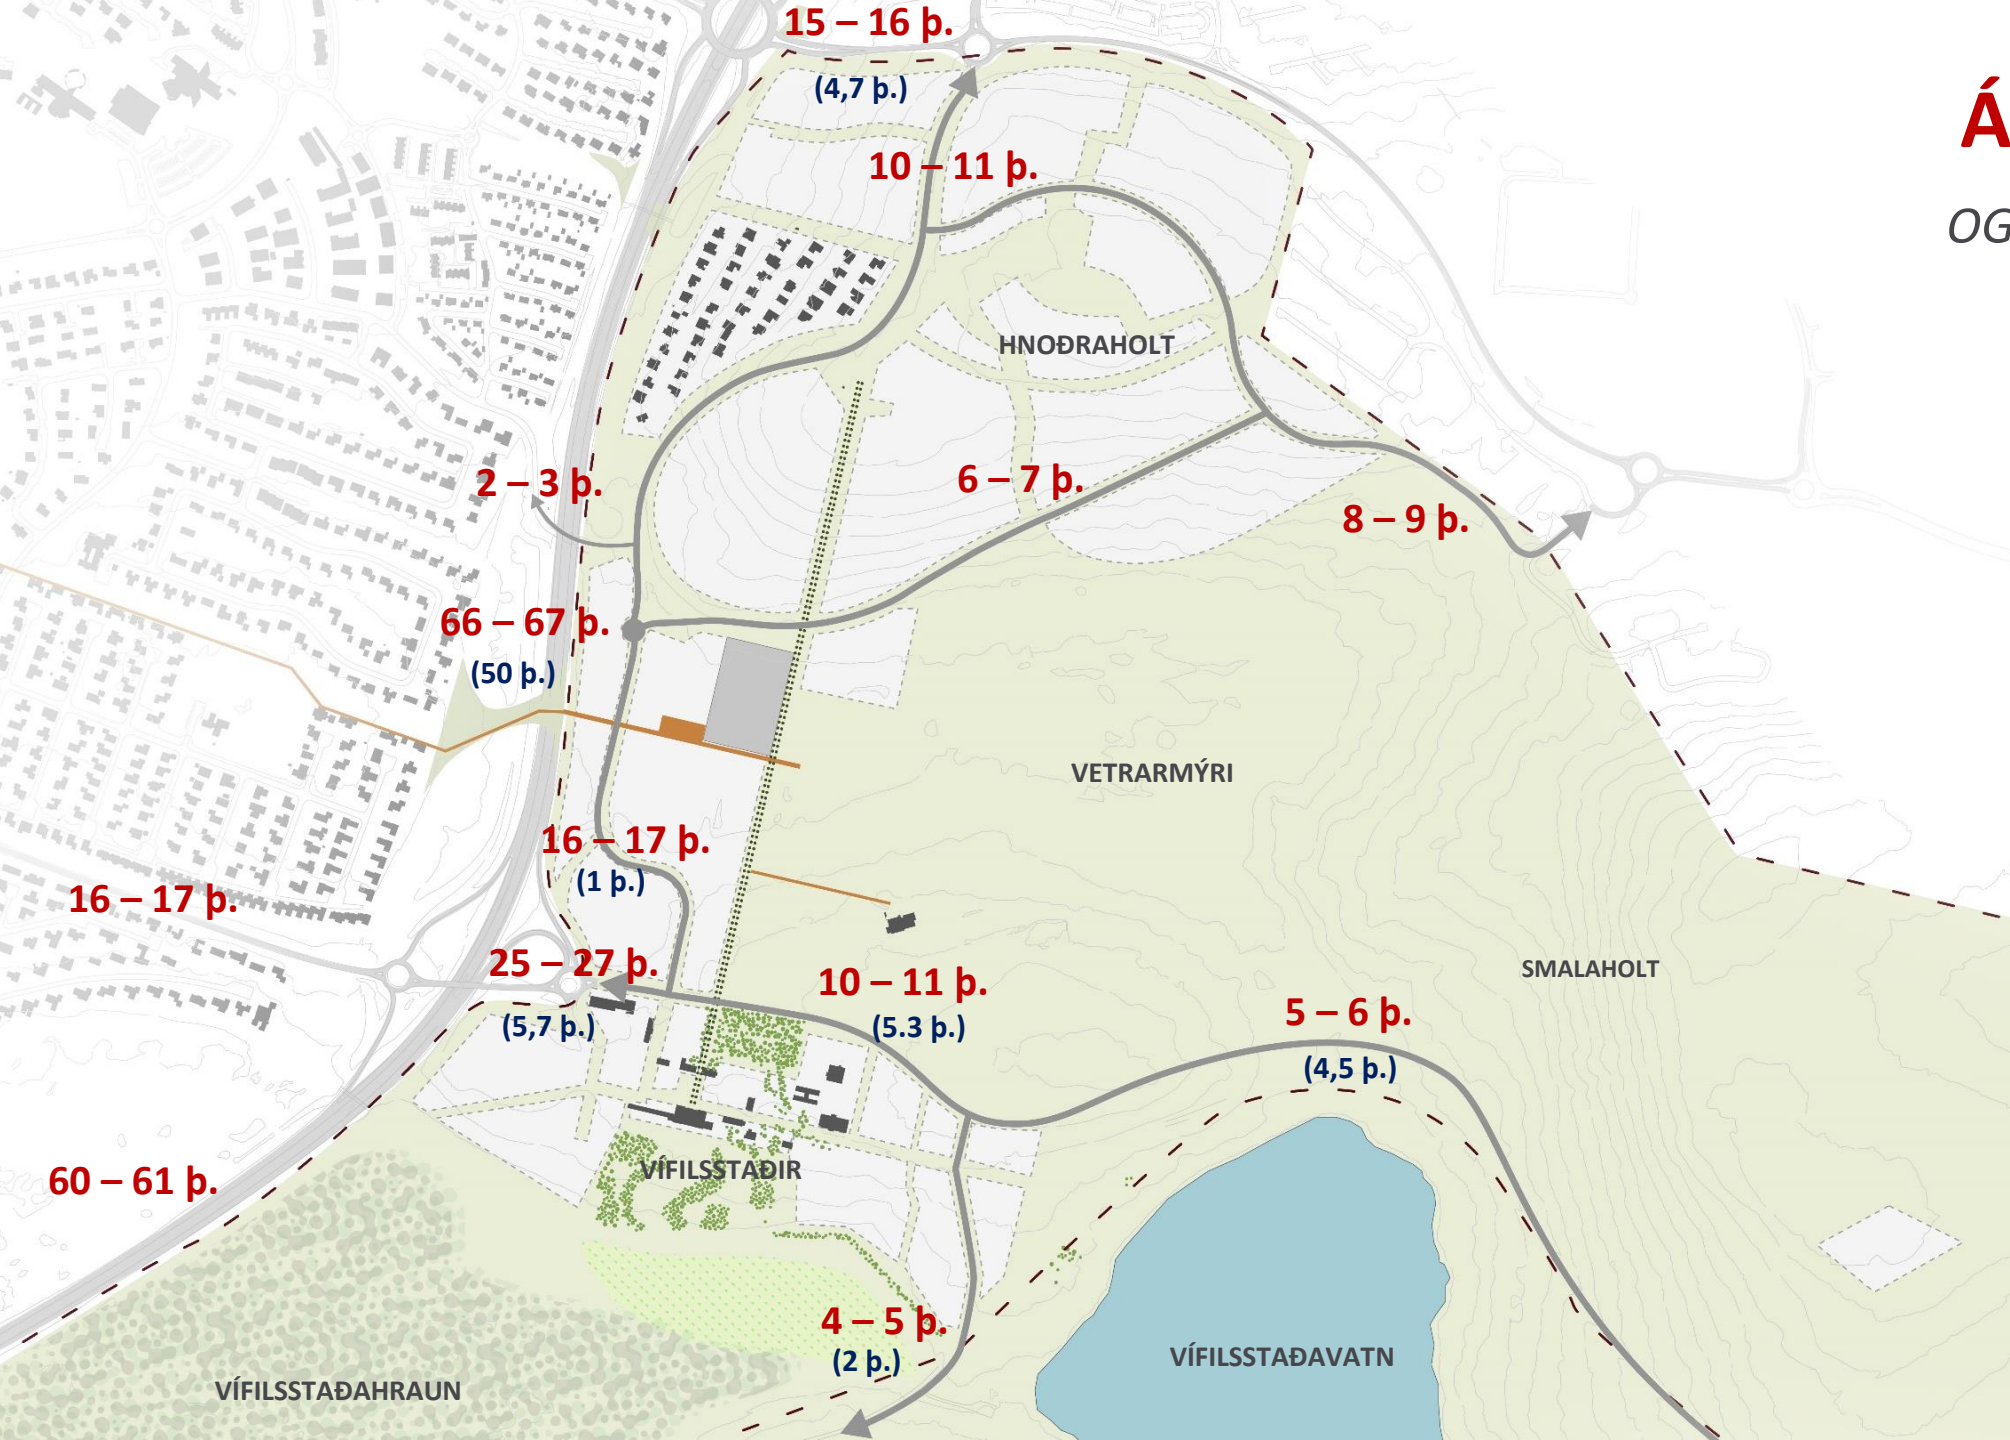 15 – 16 þ.
(4,7 þ.)
Á
10 – 11 þ.
OG
HNOÐRAHOLT
2 – 3 þ.
6 – 7 þ.
8 – 9 þ.
66 – 67 þ.
(50 þ.)
VETRARMÝRI
16 – 17 þ.
(1 þ.)
16 – 17 þ.
25 – 27 þ.
(5,7 þ.)
10 – 11 þ.
(5.3 þ.)
SMALAHOLT
5 – 6 þ.
(4,5 þ.)
60 – 61 þ.
VÍFILSSTAÐIR
4 – 5 þ.
(2 þ.)
VÍFILSSTAÐAVATN
VÍFILSSTAÐAHRAUN